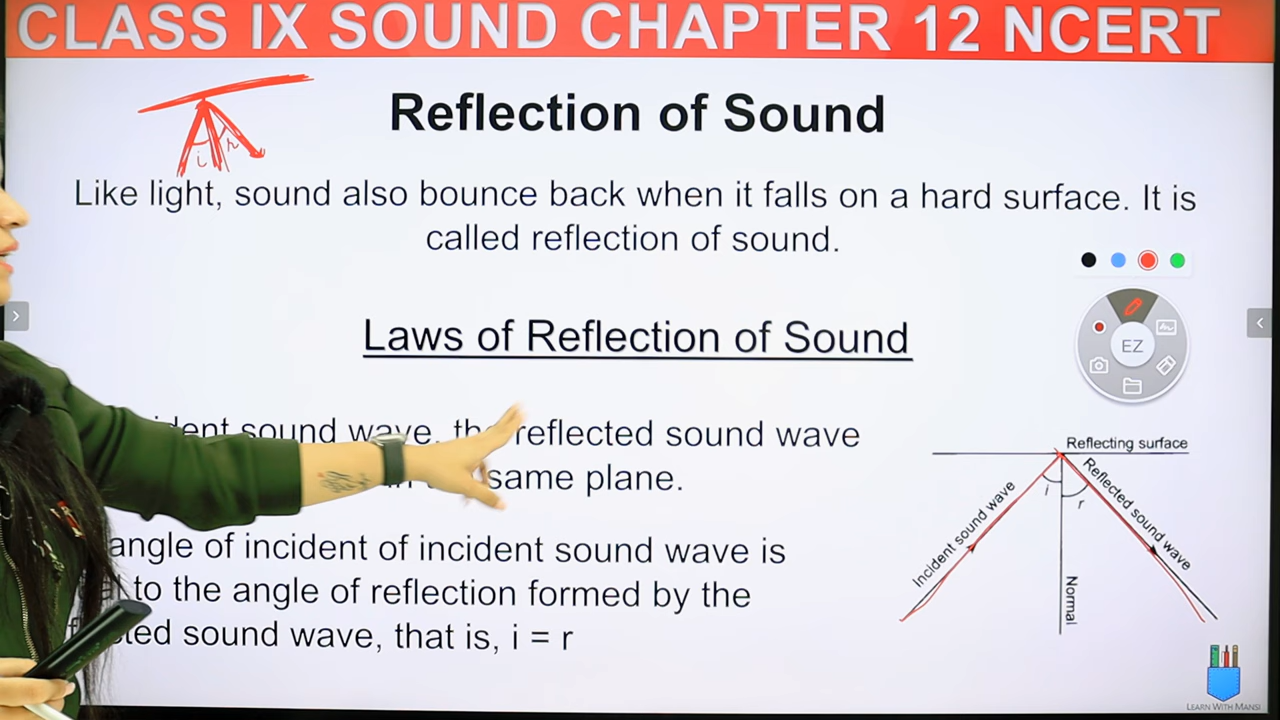 CLASS IX SOUND CHAPTER 12 NCERT
i r
Reflection of Sound
Like light, sound also bounce back when it falls on a hard surface. It is
called reflection of sound.
EZ
Laws of Reflection of Sound
sound wave, reflected sound wave
same plane.
angle of incident of incident sound wave is
to the angle of reflection formed by the
sound wave, that is, i = r
Reflecting surface
Incident sound wave
i
r
Reflected sound wave
Normal
LEARN WITH MANSI